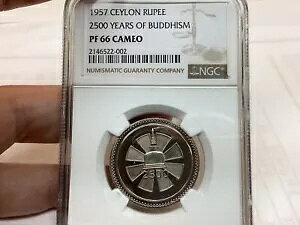 1957 CEYLON RUPEE
2500 YEARS OF BUDDHISM
PF 66 CAMEO
2146522-002
NUMISMATIC GUARANTY COMPANY
NGC
2500